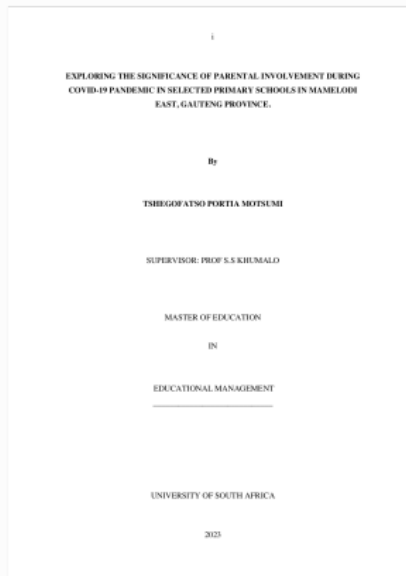 i
EXPLORING THE SIGNIFICANCE OF PARENTAL INVOLVEMENT DURING
COVID-19 PANDEMIC IN SELECTED PRIMARY SCHOOLS IN MAMELODI
EAST, GAUTENG PROVINCE.
By
TSHEGOFATSO PORTIA MOTSUMI
SUPERVISOR: PROF S.S KHUMALO
MASTER OF EDUCATION
IN
EDUCATIONAL MANAGEMENT
UNIVERSITY OF SOUTH AFRICA
2023